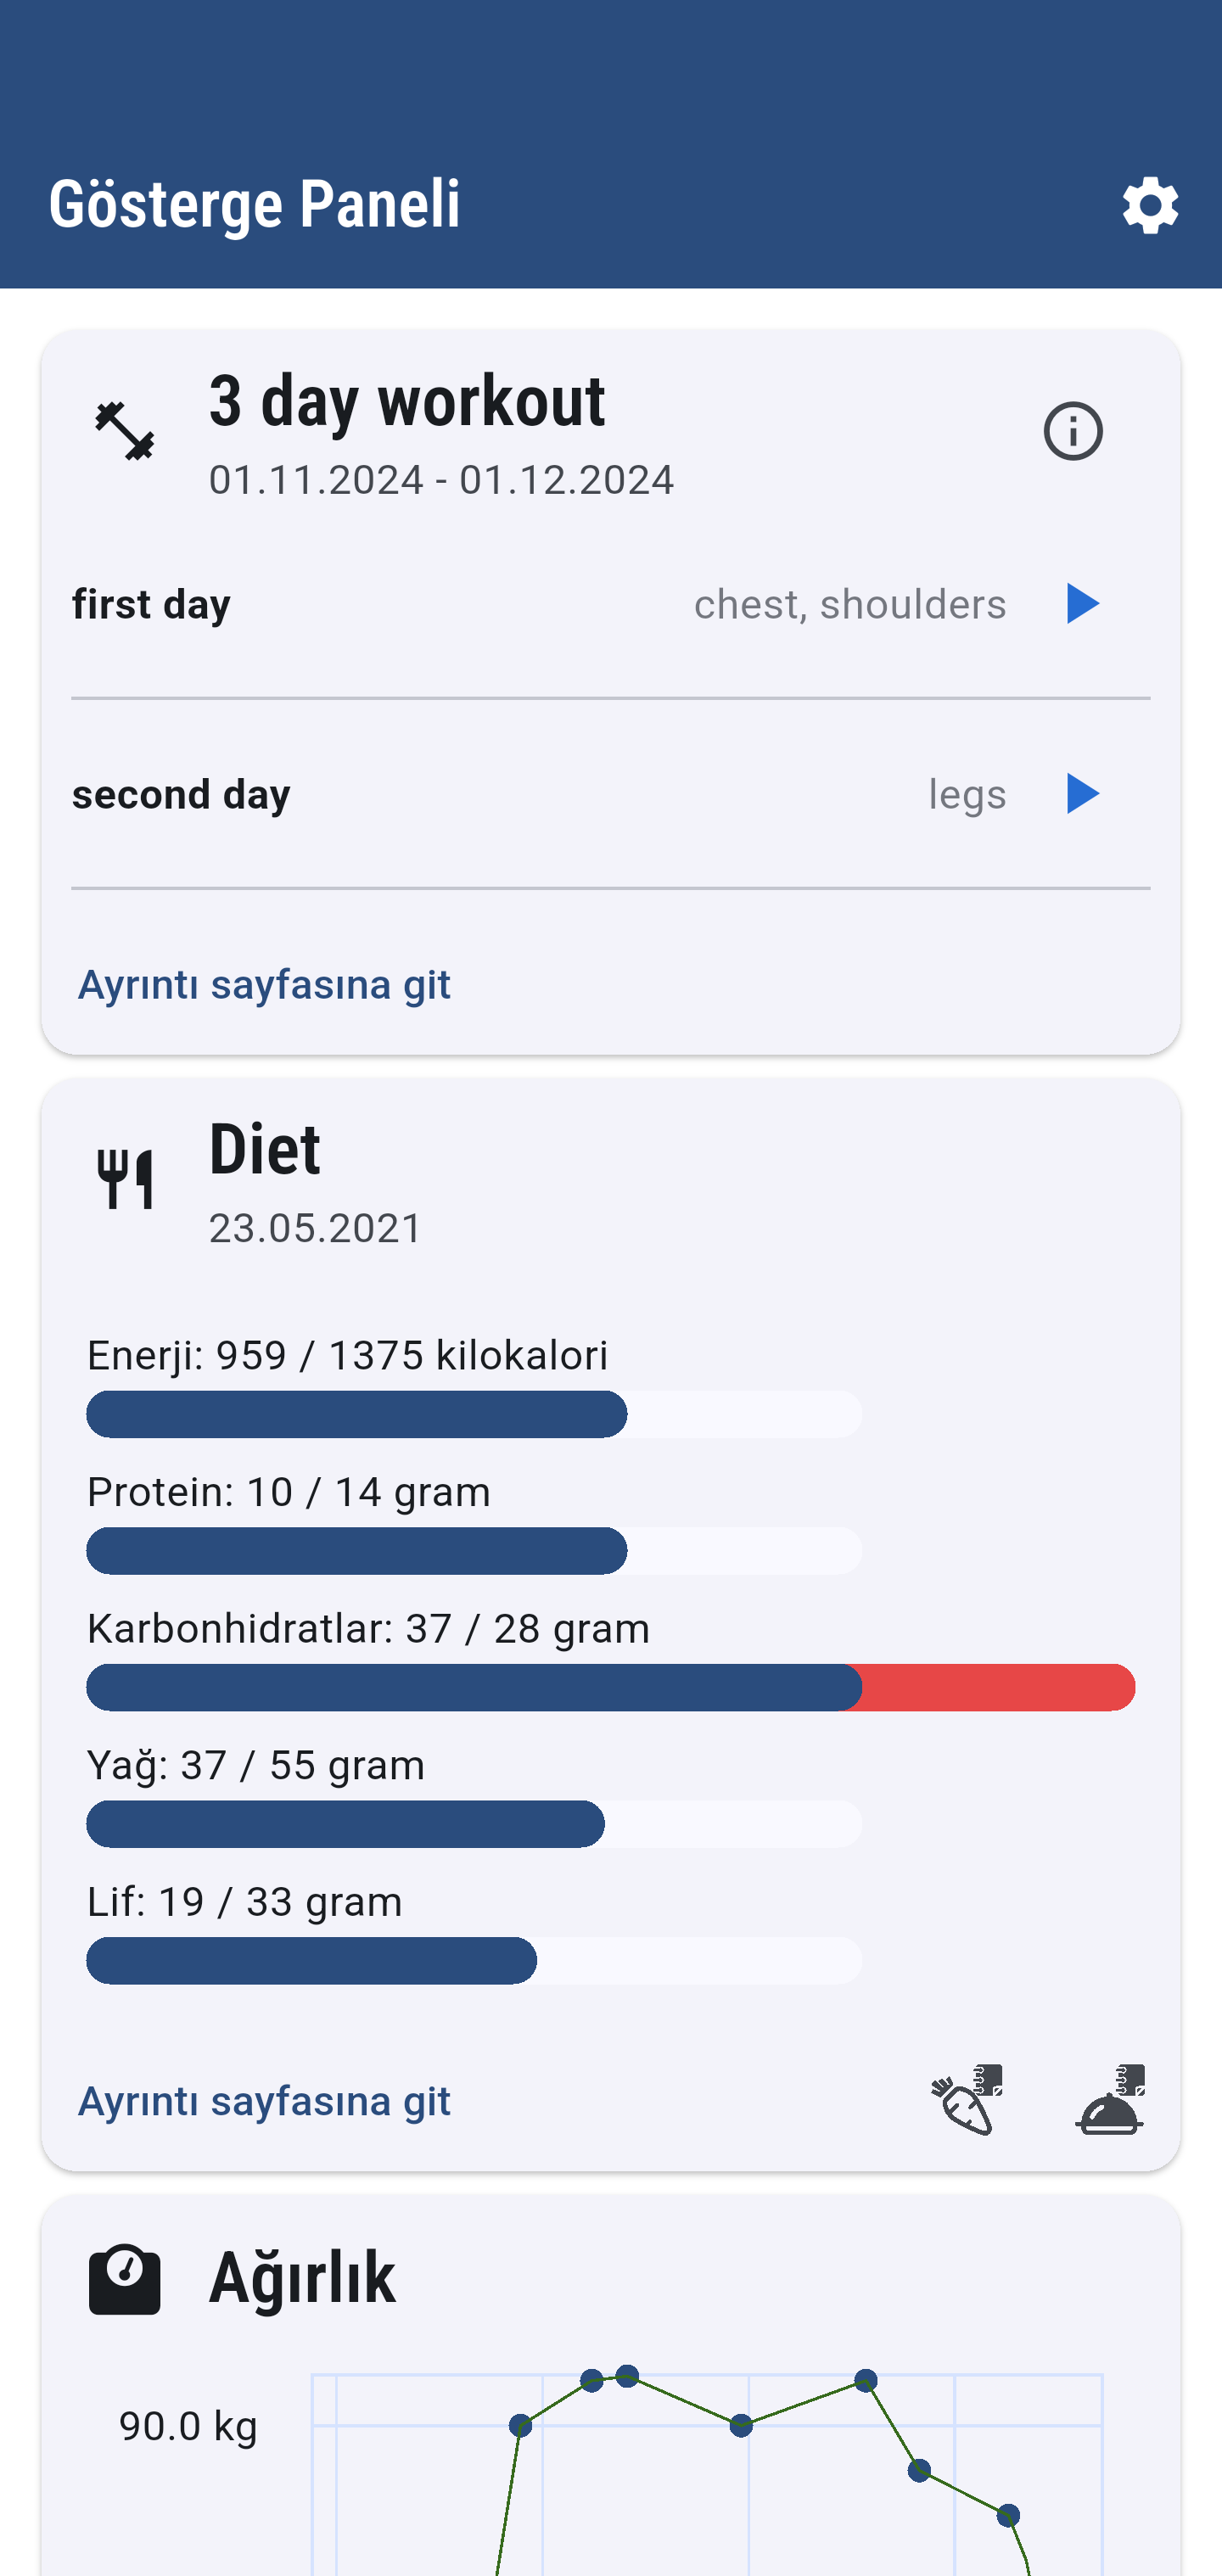 Gösterge Paneli
3 day workout
01.11.2024 - 01.12.2024
first day chest, shoulders
second day legs
Ayrıntı sayfasına git
Diet
23.05.2021
Enerji: 959 / 1375 kilokalori
Protein: 10 / 14 gram
Karbonhidratlar: 37 / 28 gram
Yağ: 37 / 55 gram
Lif: 19 / 33 gram
Ayrıntı sayfasına git
Ağırlık
90.0 kg